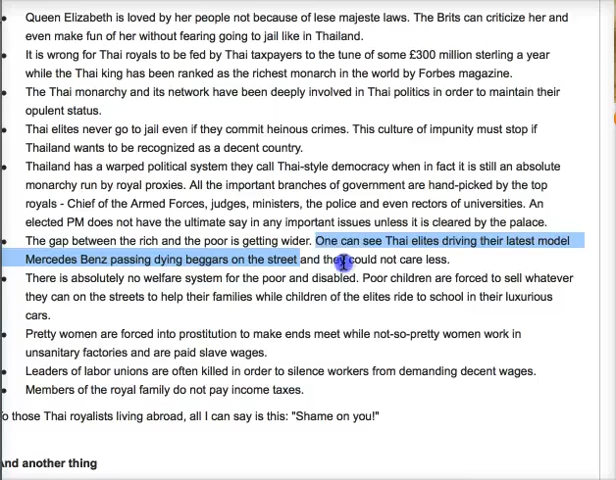 Queen Elizabeth is loved by her people not because of lese majeste laws. The Brits can criticize her and
even make fun of her without fearing going to jail like in Thailand.
It is wrong for Thai royals to be fed by Thai taxpayers to the tune of some £300 million sterling a year
while the Thai king has been ranked as the richest monarch in the world by Forbes magazine.
The Thai monarchy and its network have been deeply involved in Thai politics in order to maintain their
opulent status.
Thai elites never go to jail even if they commit heinous crimes. This culture of impunity must stop if
Thailand wants to be recognized as a decent country.
Thailand has a warped political system they call Thai-style democracy when in fact it is still an absolute
monarchy run by royal proxies. All the important branches of government are hand-picked by the top
royals - Chief of the Armed Forces, judges, ministers, the police and even rectors of universities. An
elected PM does not have the ultimate say in any important issues unless it is cleared by the palace.
The gap between the rich and the poor is getting wider. One can see Thai elites driving their latest model
Mercedes Benz passing dying beggars on the street and they could not care less.
There is absolutely no welfare system for the poor and disabled. Poor children are forced to sell whatever
they can on the streets to help their families while children of the elites ride to school in their luxurious
cars.
Pretty women are forced into prostitution to make ends meet while not-so-pretty women work in
unsanitary factories and are paid slave wages.
Leaders of labor unions are often killed in order to silence workers from demanding decent wages.
Members of the royal family do not pay income taxes.
To those Thai royalists living abroad, all I can say is this: "Shame on you!"
And another thing